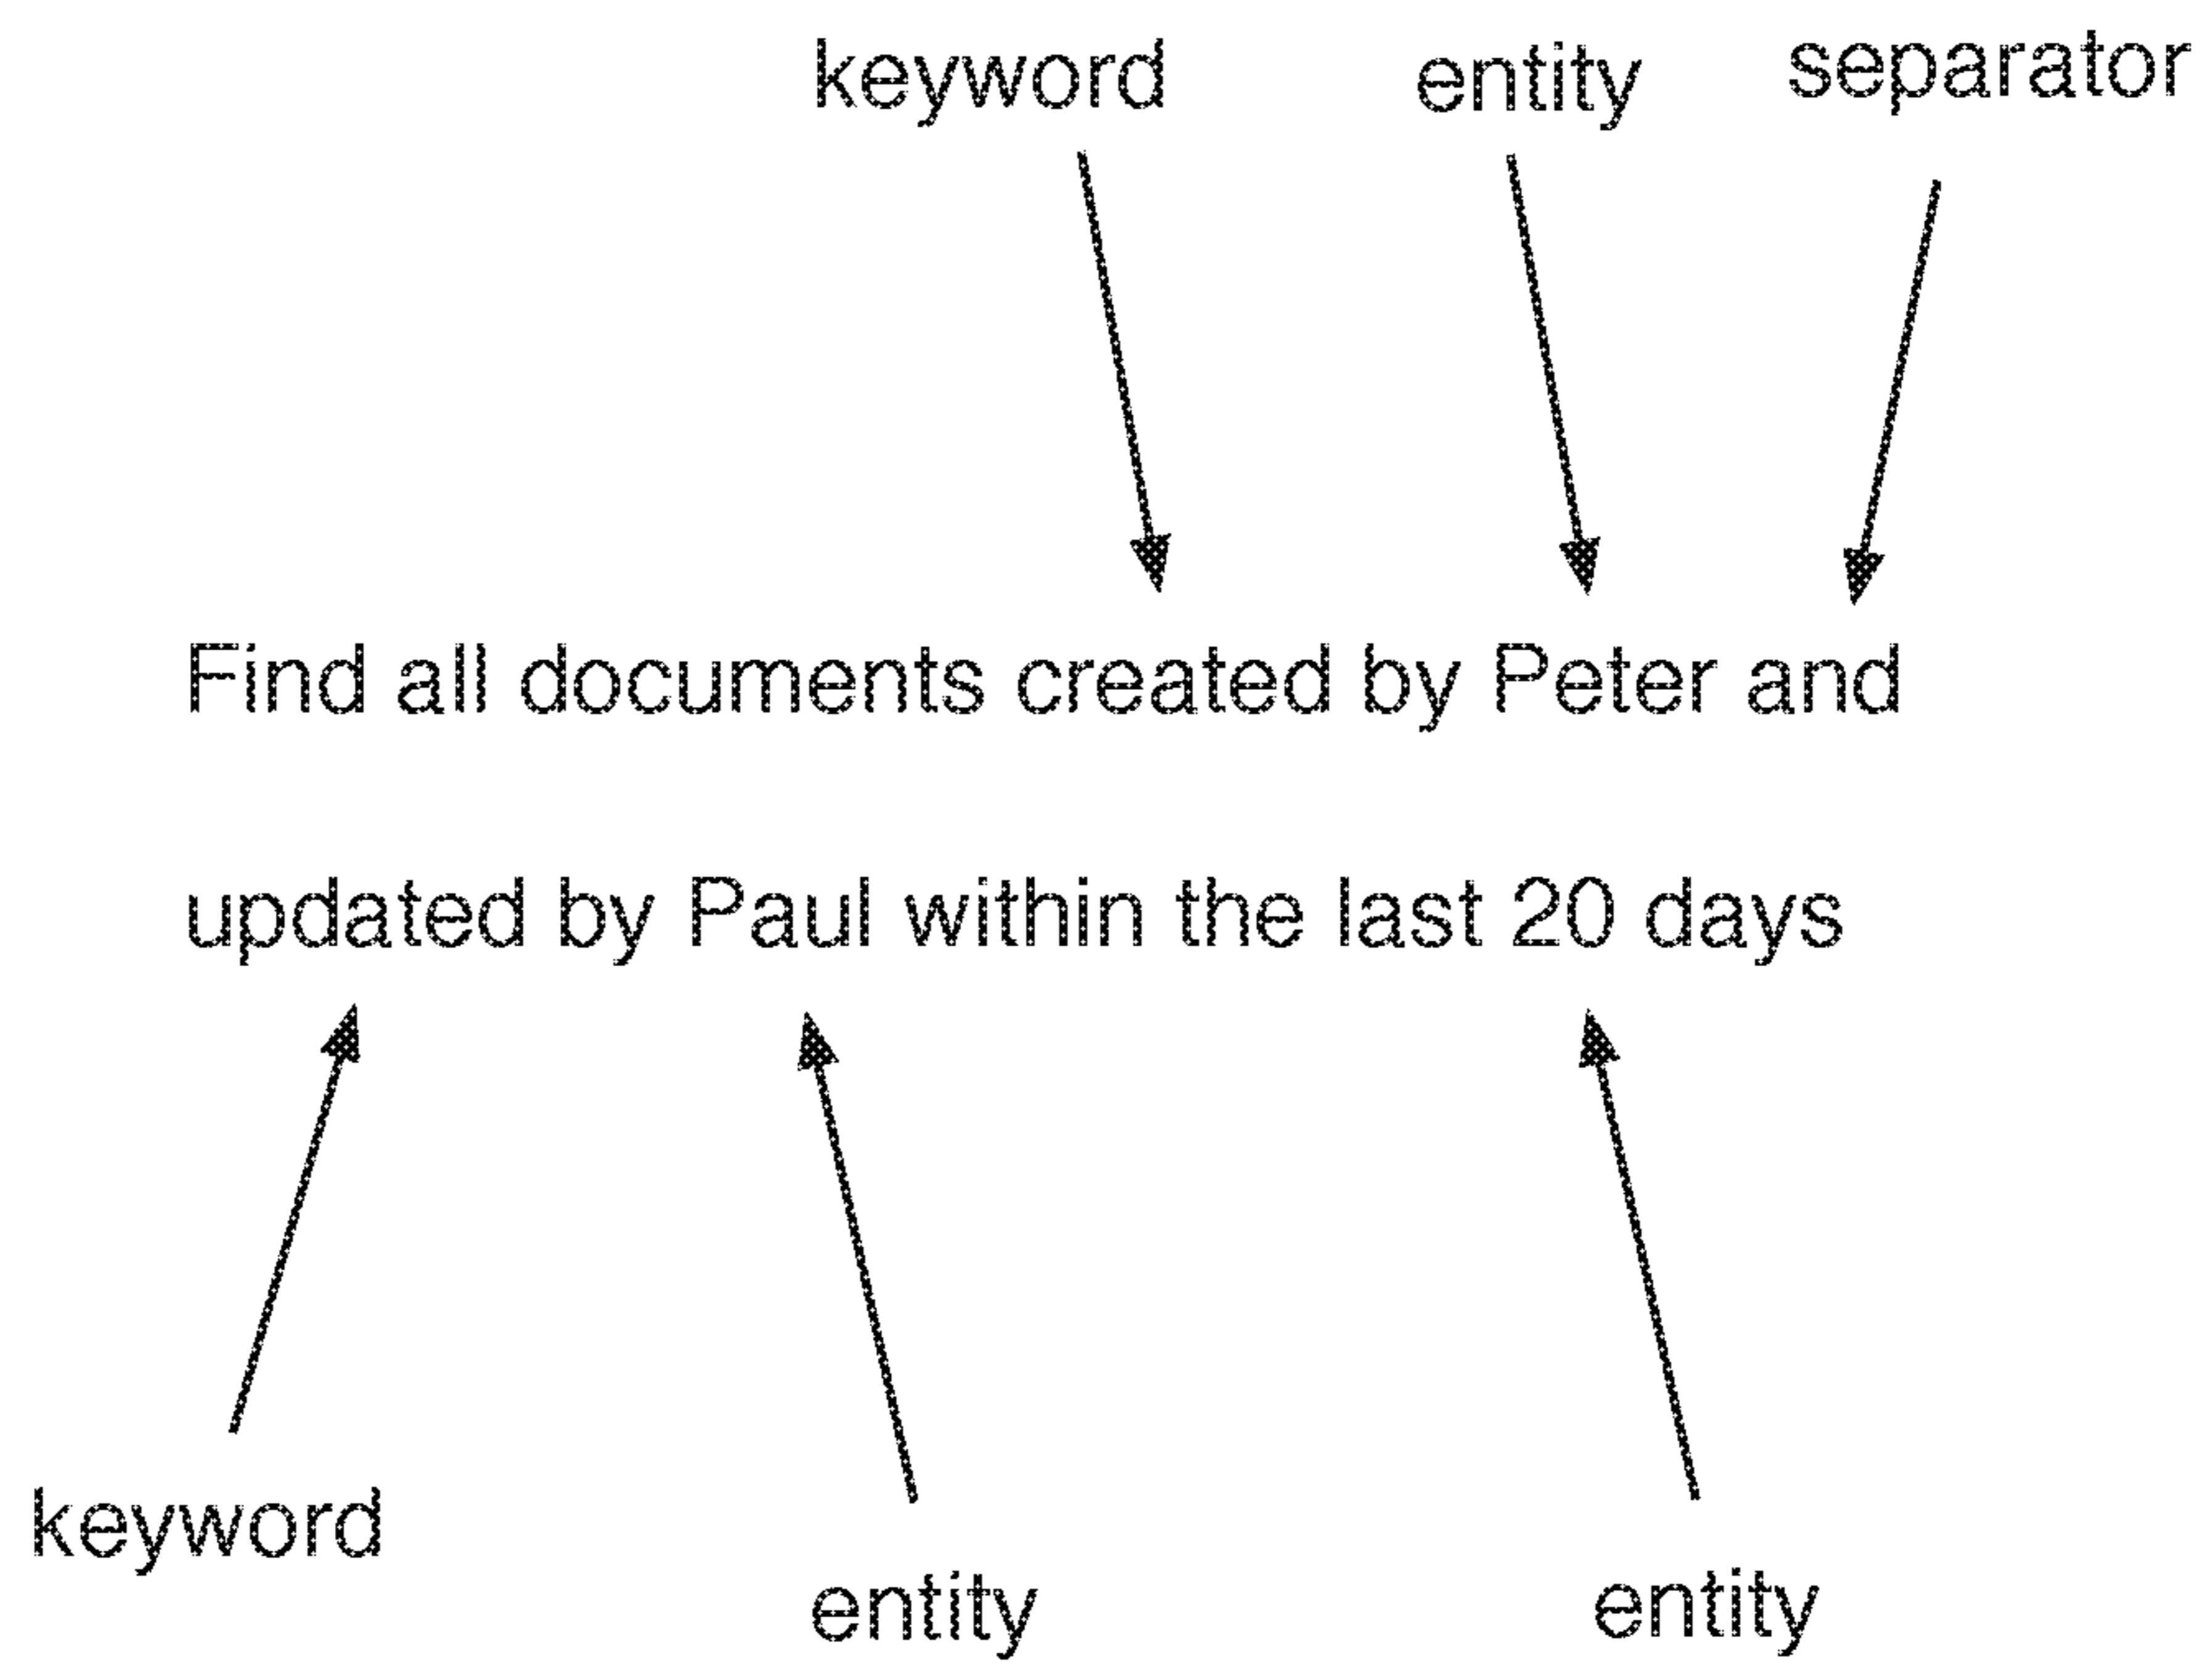 keyword entity separator
Find all documents created by Peter and
updated by Paul within the last 20 days
keyword
entity entity